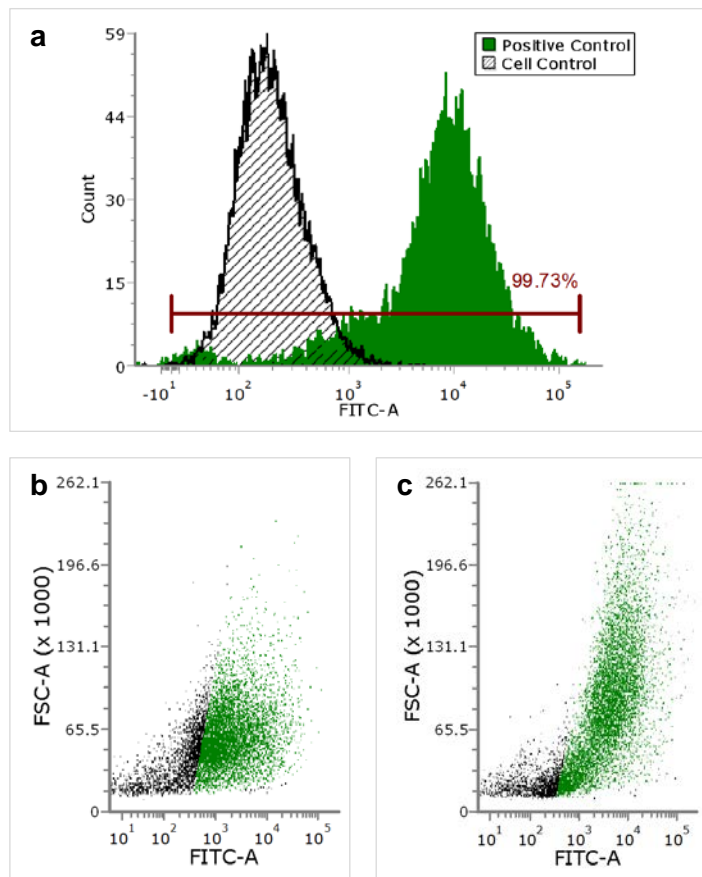 a
59
44
30
15
0
Count
Positive Control
Cell Control
99.73%
-10¹ 10² 10³ 10⁴ 10⁵
FITC-A
b
262.1
196.6
131.1
65.5
0
FSC-A (x 1000)
10¹ 10² 10³ 10⁴ 10⁵
FITC-A
c
262.1
196.6
131.1
65.5
0
FSC-A (x 1000)
10¹ 10² 10³ 10⁴ 10⁵
FITC-A